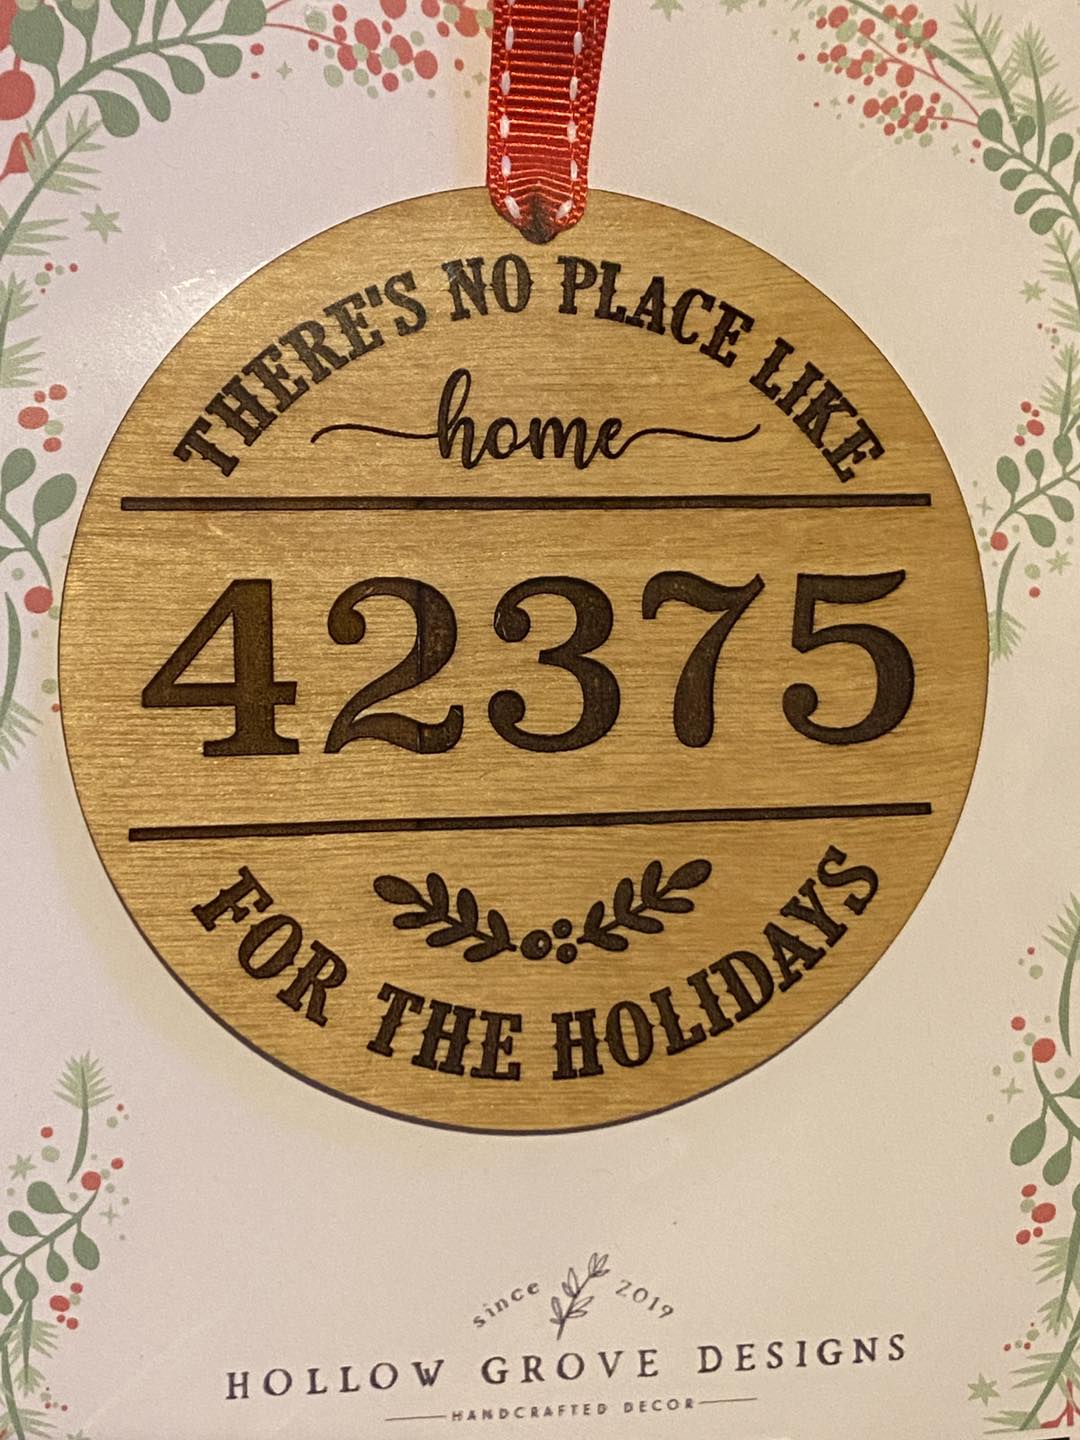 THERE'S NO PLACE LIKE
home
42375
FOR THE HOLIDAYS
since 2019
HOLLOW GROVE DESIGNS
HANDCRAFTED DECOR